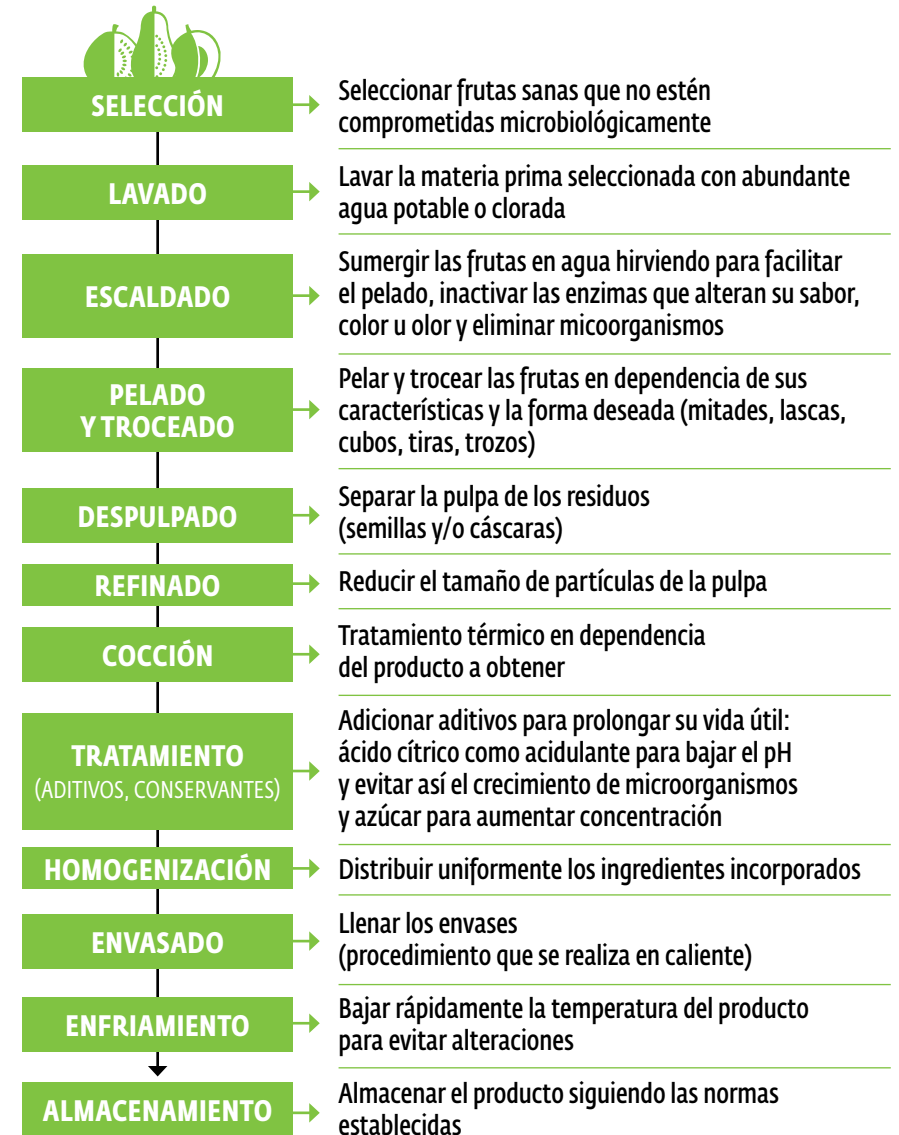 SELECCIÓN
Seleccionar frutas sanas que no estén
comprometidas microbiológicamente
LAVADO
Lavar la materia prima seleccionada con abundante
agua potable o clorada
ESCALDADO
Sumergir las frutas en agua hirviendo para facilitar
el pelado, inactivar las enzimas que alteran su sabor,
color u olor y eliminar micoorganismos
PELADO
Y TROCEADO
Pelar y trocear las frutas en dependencia de sus
características y la forma deseada (mitades, lascas,
cubos, tiras, trozos)
DESPULPADO
Separar la pulpa de los residuos
(semillas y/o cáscaras)
REFINADO
Reducir el tamaño de partículas de la pulpa
COCCIÓN
Tratamiento térmico en dependencia
del producto a obtener
TRATAMIENTO
(ADITIVOS, CONSERVANTES)
Adicionar aditivos para prolongar su vida útil:
ácido cítrico como acidulante para bajar el pH
y evitar así el crecimiento de microorganismos
y azúcar para aumentar concentración
HOMOGENIZACIÓN
Distribuir uniformemente los ingredientes incorporados
ENVASADO
Llenar los envases
(procedimiento que se realiza en caliente)
ENFRIAMIENTO
Bajar rápidamente la temperatura del producto
para evitar alteraciones
ALMACENAMIENTO
Almacenar el producto siguiendo las normas
establecidas